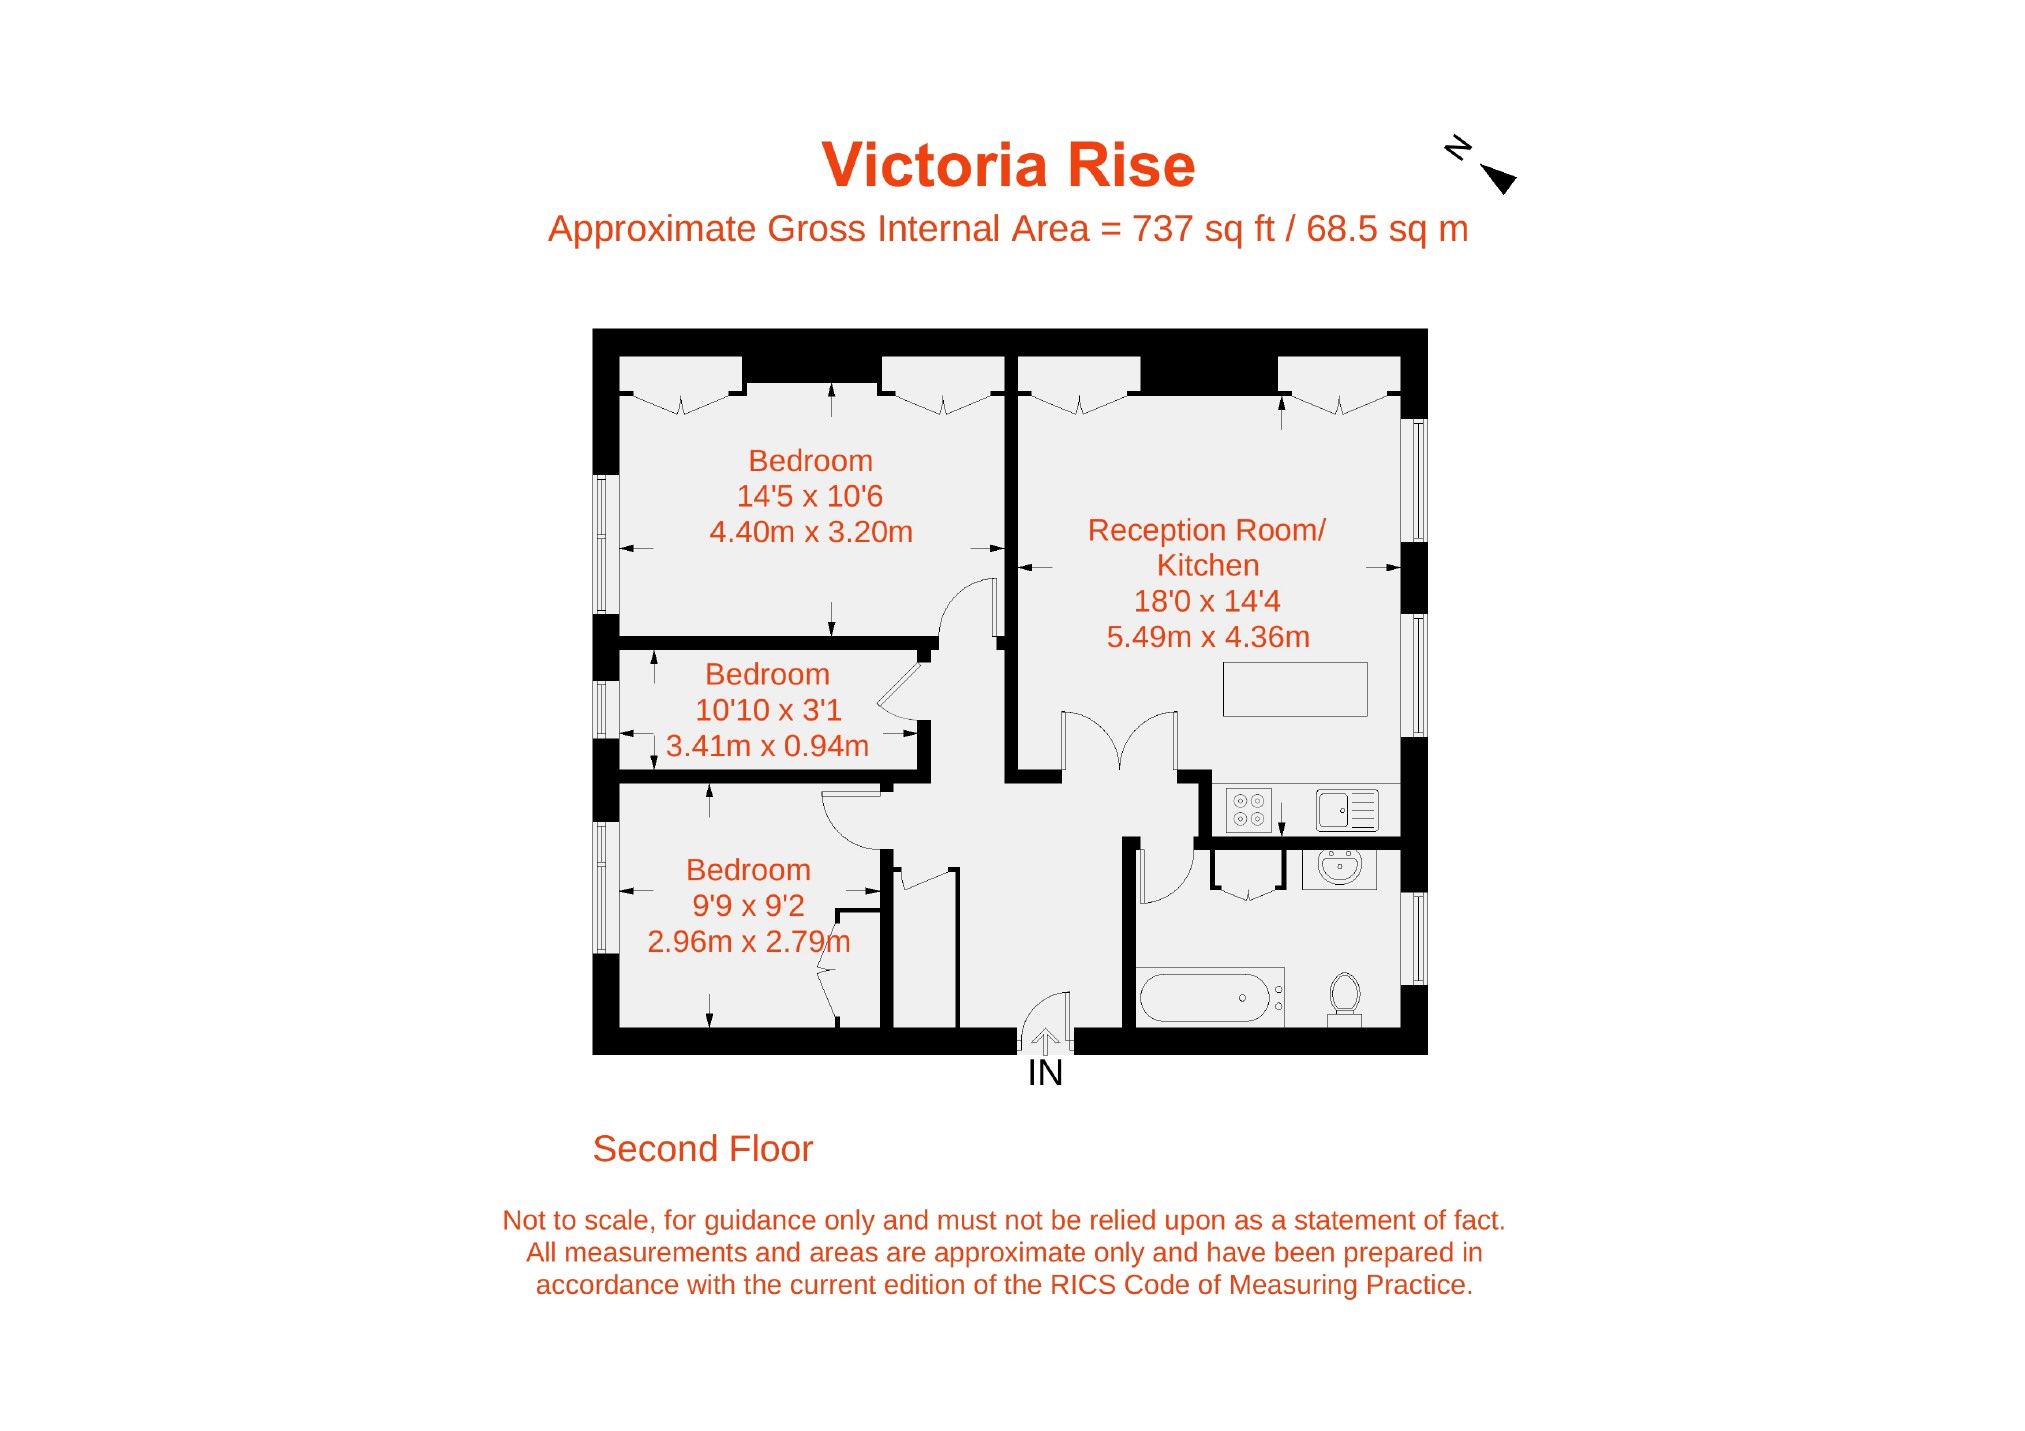 Victoria Rise
N
Approximate Gross Internal Area = 737 sq ft / 68.5 sq m
Bedroom
14'5 x 10'6
4.40m x 3.20m
Reception Room/
Kitchen
18'0 x 14'4
5.49m x 4.36m
Bedroom
10'10 x 3'1
3.41m x 0.94m
Bedroom
9'9 x 9'2
2.96m x 2.79m
IN
Second Floor
Not to scale, for guidance only and must not be relied upon as a statement of fact.
All measurements and areas are approximate only and have been prepared in
accordance with the current edition of the RICS Code of Measuring Practice.